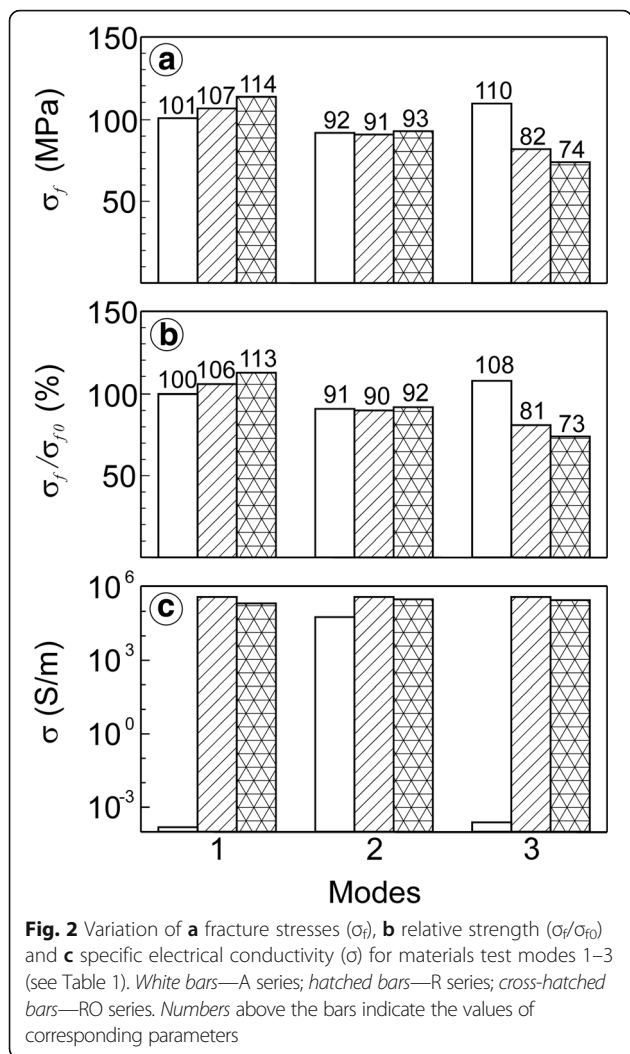 150
a
114
110
101
107
100
92
91
93
82
74
σf (MPa)
50
150
b
113
108
100
106
100
91
90
92
81
73
σf/σf0 (%)
50
10^6
c
10^3
σ (S/m)
10^0
10^-3
1 2 3
Modes
Fig. 2 Variation of a fracture stresses (σf), b relative strength (σf/σf0)
and c specific electrical conductivity (σ) for materials test modes 1–3
(see Table 1). White bars—A series; hatched bars—R series; cross-hatched
bars—RO series. Numbers above the bars indicate the values of
corresponding parameters